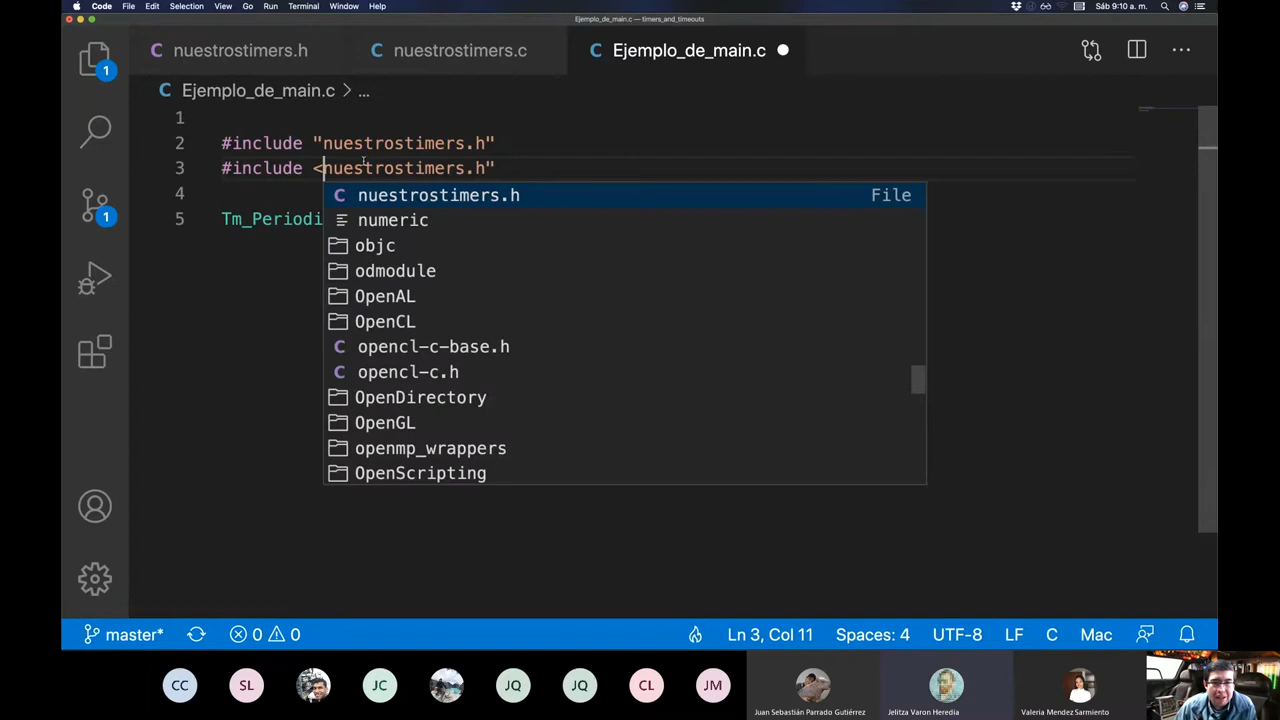 Code File Edit Selection View Go Run Terminal Window Help
Sáb 9:10 a. m.
Ejemplo_de_main.c — timers_and_timeouts
C nuestrostimers.h
C nuestrostimers.c
C Ejemplo_de_main.c
1
C Ejemplo_de_main.c > ...
1
2 #include "nuestrostimers.h"
3 #include <nuestrostimers.h"
4
5 Tm_Periodi
C nuestrostimers.h File
numeric
objc
odmodule
OpenAL
OpenCL
C opencl-c-base.h
C opencl-c.h
OpenDirectory
OpenGL
openmp_wrappers
OpenScripting
1
master* 0 0
Ln 3, Col 11 Spaces: 4 UTF-8 LF C Mac
CC SL JC JQ JQ CL JM
Juan Sebastián Parrado Gutiérrez
Jelitza Varon Heredia
Valeria Mendez Sarmiento